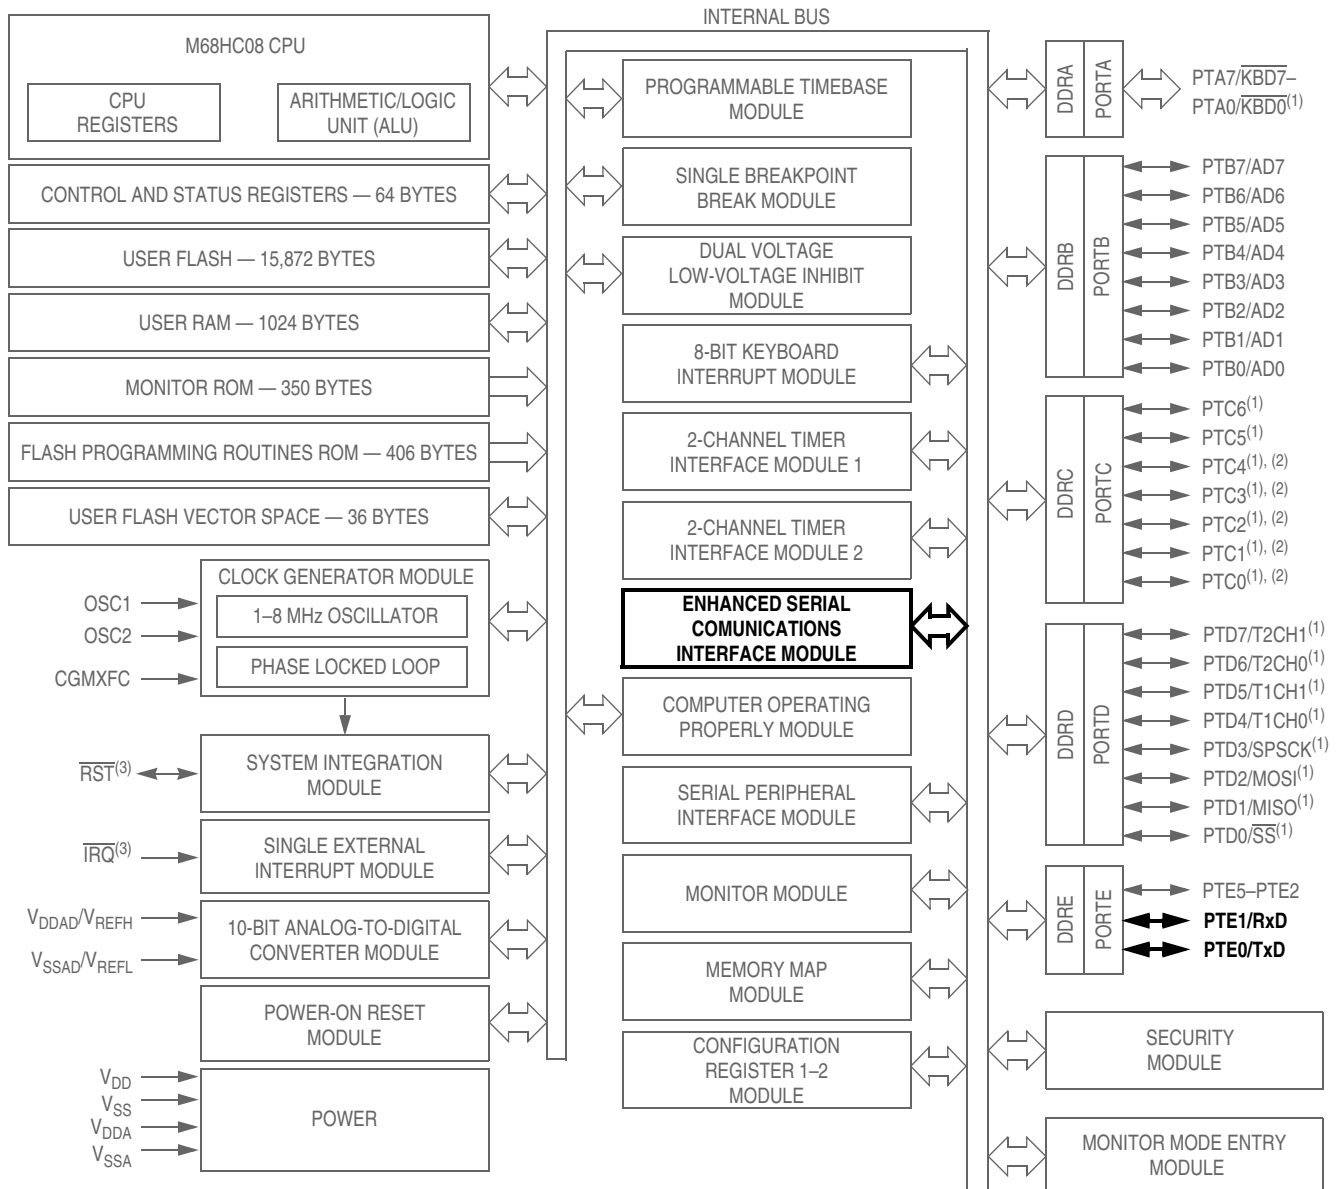 INTERNAL BUS
M68HC08 CPU
CPU
REGISTERS
ARITHMETIC/LOGIC
UNIT (ALU)
CONTROL AND STATUS REGISTERS — 64 BYTES
USER FLASH — 15,872 BYTES
USER RAM — 1024 BYTES
MONITOR ROM — 350 BYTES
FLASH PROGRAMMING ROUTINES ROM — 406 BYTES
USER FLASH VECTOR SPACE — 36 BYTES
CLOCK GENERATOR MODULE
1–8 MHz OSCILLATOR
PHASE LOCKED LOOP
OSC1
OSC2
CGMXFC
SYSTEM INTEGRATION
MODULE
RST(3)
SINGLE EXTERNAL
INTERRUPT MODULE
IRQ(3)
10-BIT ANALOG-TO-DIGITAL
CONVERTER MODULE
VDDAD/VREFH
VSSAD/VREFL
POWER-ON RESET
MODULE
POWER
VDD
VSS
VDDA
VSSA
PROGRAMMABLE TIMEBASE
MODULE
SINGLE BREAKPOINT
BREAK MODULE
DUAL VOLTAGE
LOW-VOLTAGE INHIBIT
MODULE
8-BIT KEYBOARD
INTERRUPT MODULE
2-CHANNEL TIMER
INTERFACE MODULE 1
2-CHANNEL TIMER
INTERFACE MODULE 2
ENHANCED SERIAL
COMUNICATIONS
INTERFACE MODULE
COMPUTER OPERATING
PROPERLY MODULE
SERIAL PERIPHERAL
INTERFACE MODULE
MONITOR MODULE
MEMORY MAP
MODULE
CONFIGURATION
REGISTER 1–2
MODULE
DDRA
PORTA
PTA7/KBD7–
PTA0/KBD0(1)
DDRB
PORTB
PTB7/AD7
PTB6/AD6
PTB5/AD5
PTB4/AD4
PTB3/AD3
PTB2/AD2
PTB1/AD1
PTB0/AD0
DDRC
PORTC
PTC6(1)
PTC5(1)
PTC4(1), (2)
PTC3(1), (2)
PTC2(1), (2)
PTC1(1), (2)
PTC0(1), (2)
DDRD
PORTD
PTD7/T2CH1(1)
PTD6/T2CH0(1)
PTD5/T1CH1(1)
PTD4/T1CH0(1)
PTD3/SPSCK(1)
PTD2/MOSI(1)
PTD1/MISO(1)
PTD0/SS(1)
DDRE
PORTE
PTE5–PTE2
PTE1/RxD
PTE0/TxD
SECURITY
MODULE
MONITOR MODE ENTRY
MODULE